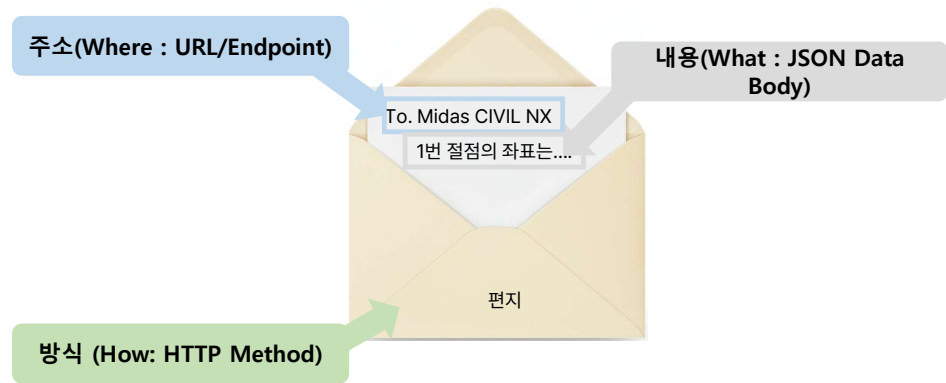 주소(Where : URL/Endpoint)
내용(What : JSON Data
Body)
To. Midas CIVIL NX
1번 절점의 좌표는....
편지
방식 (How: HTTP Method)